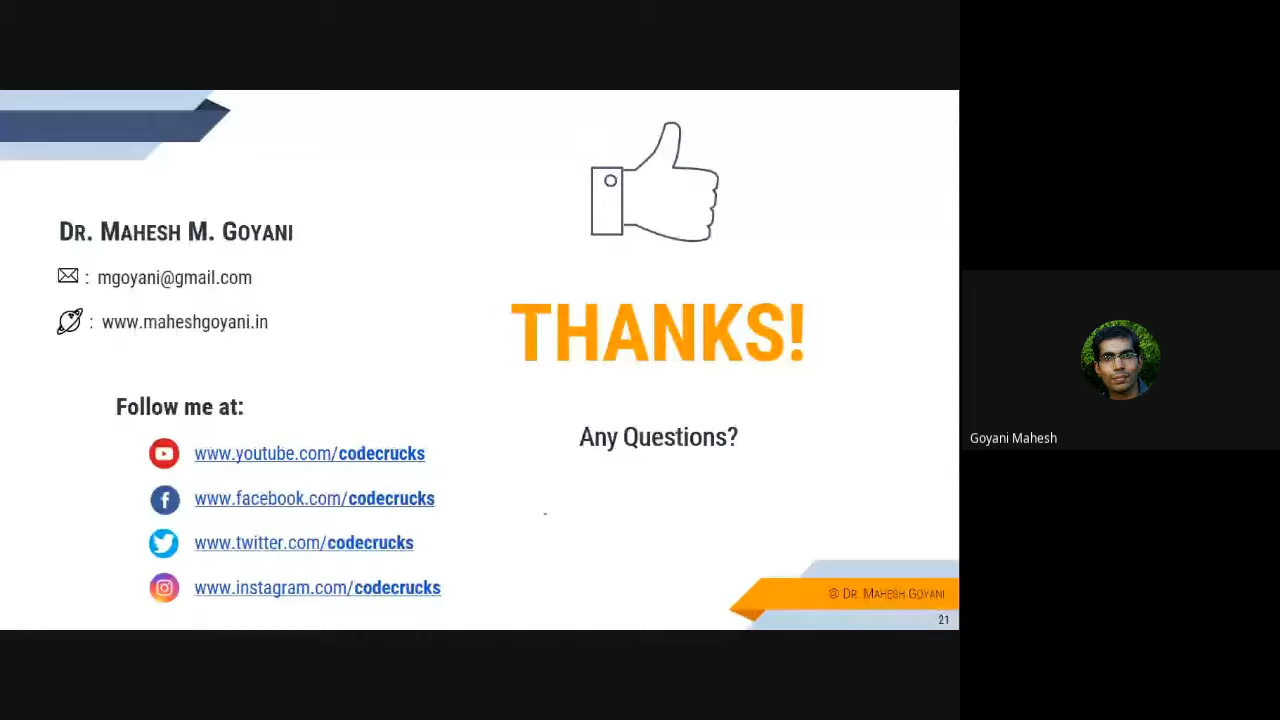 DR. MAHESH M. GOYANI
: mgoyani@gmail.com
: www.maheshgoyani.in
Follow me at:
www.youtube.com/codecrucks
www.facebook.com/codecrucks
www.twitter.com/codecrucks
www.instagram.com/codecrucks
THANKS!
Any Questions?
@ DR. MAHESH GOYANI
21
Goyani Mahesh